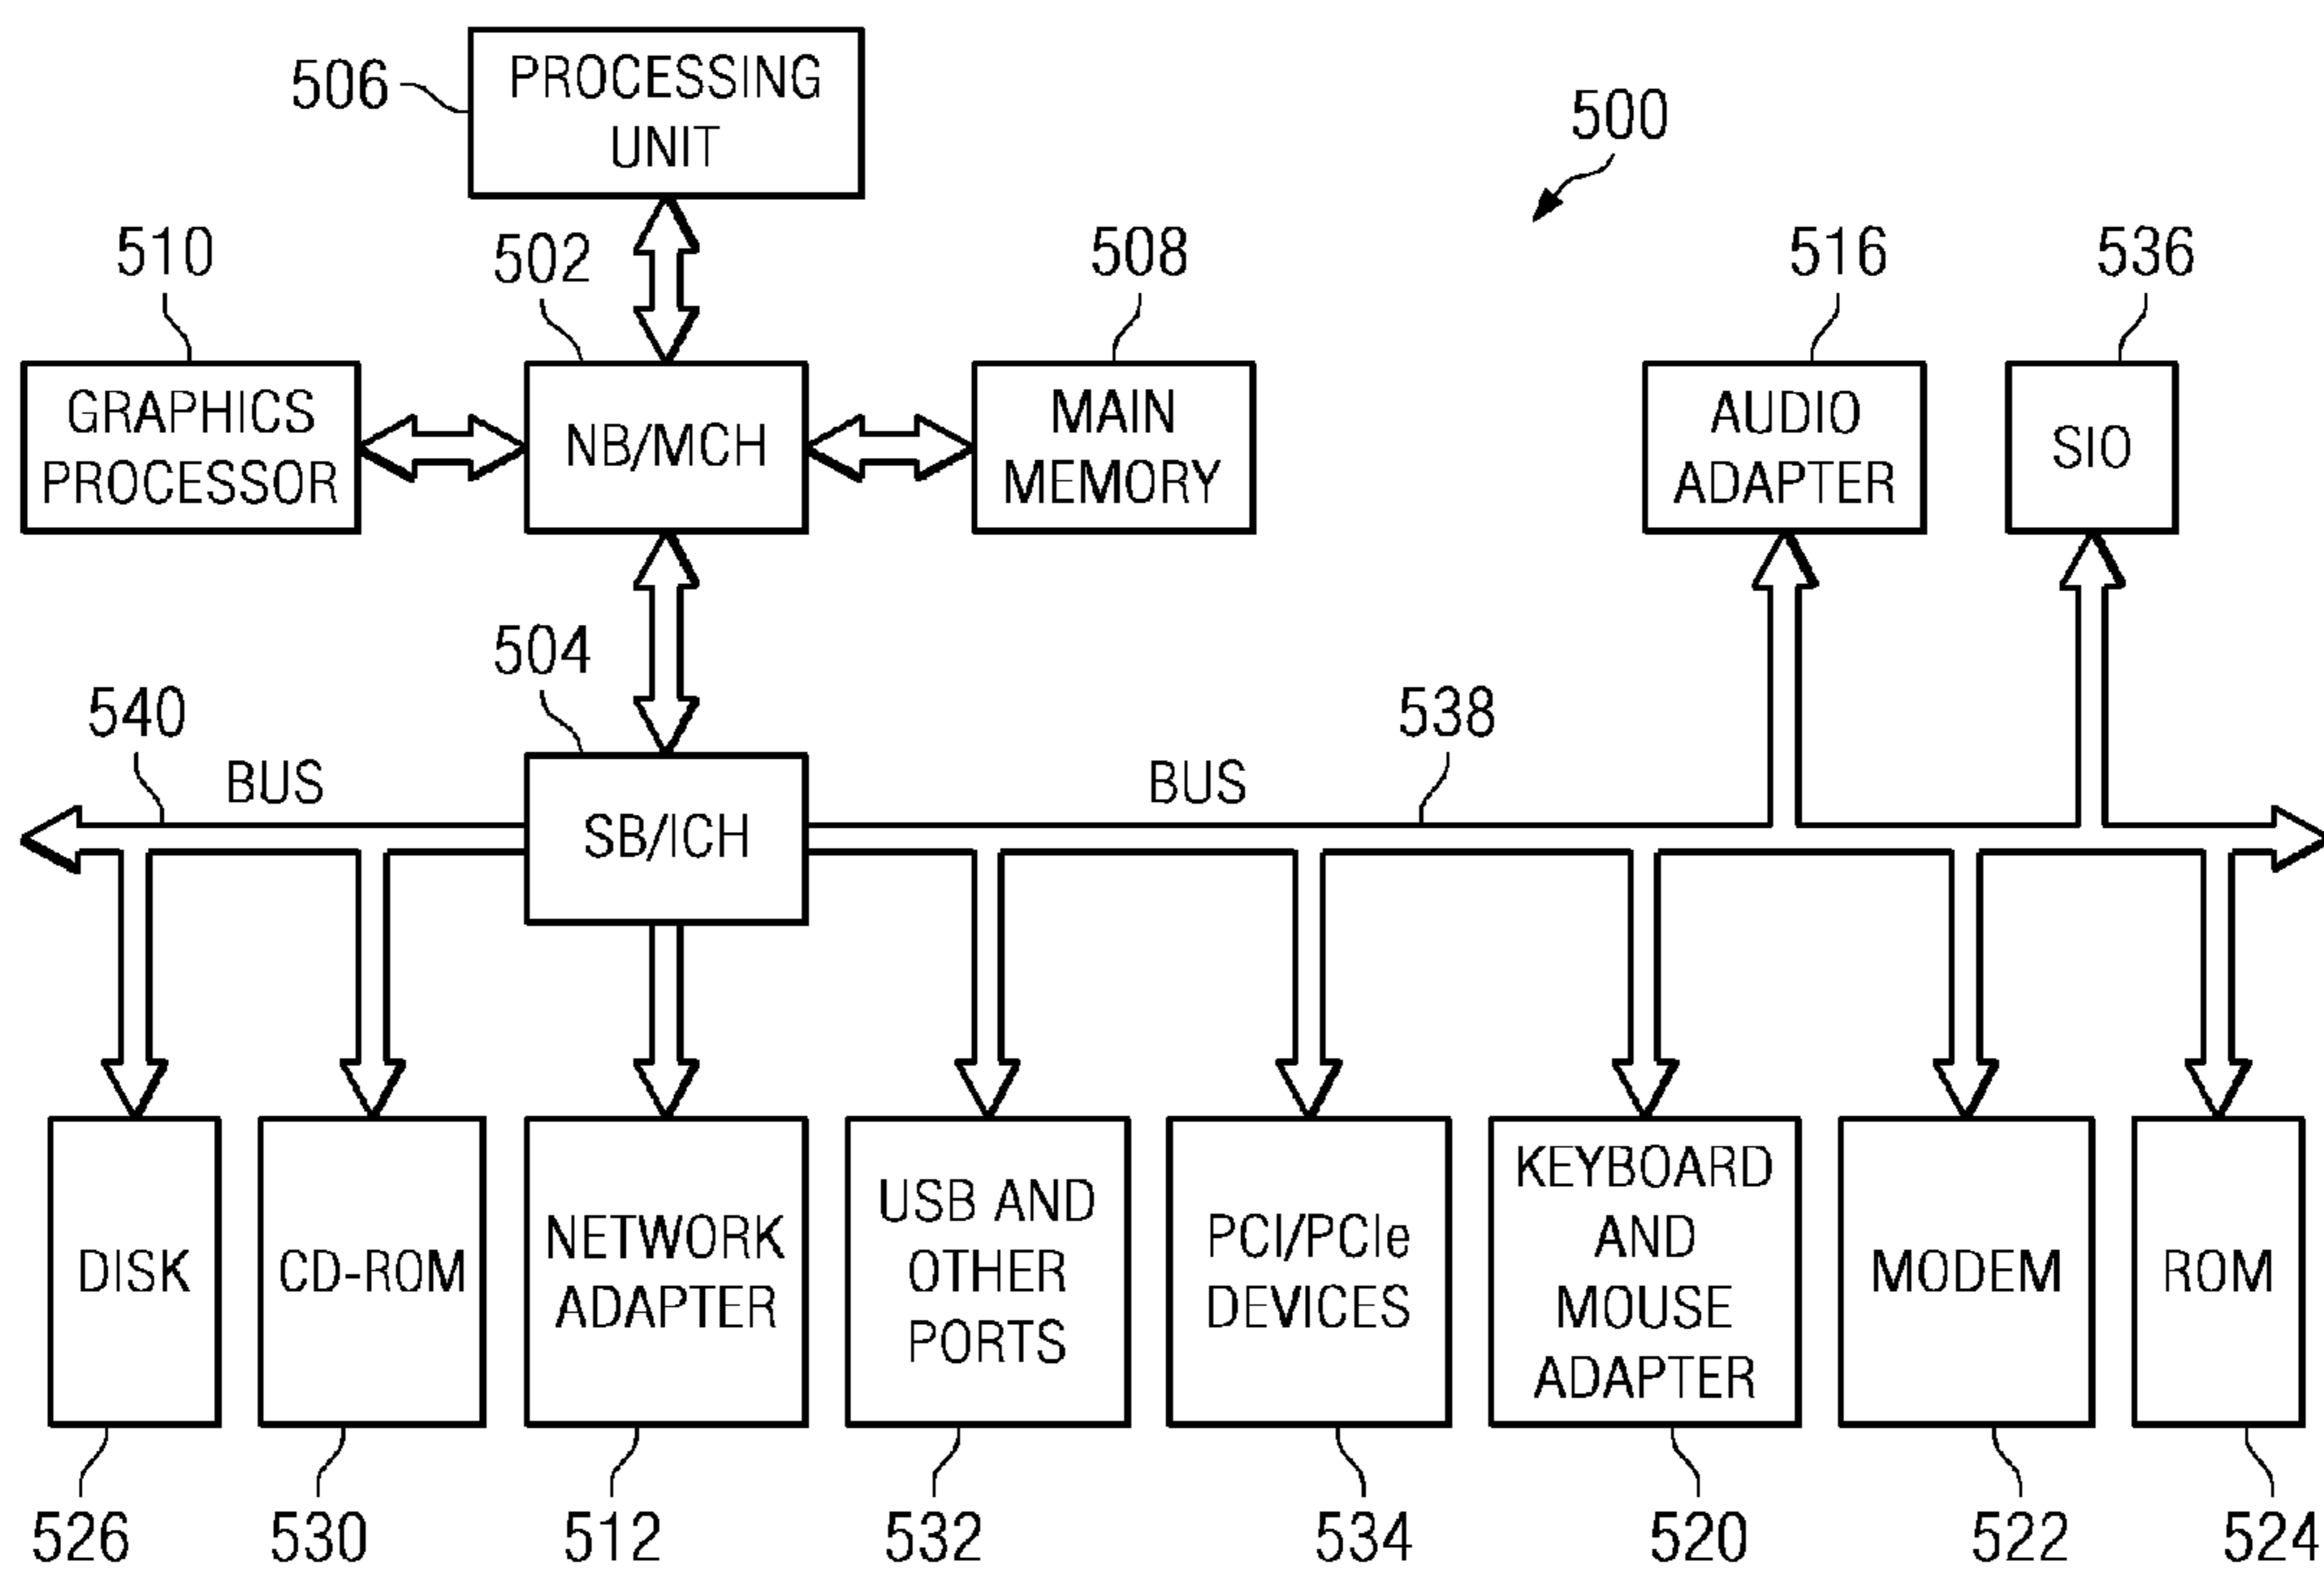 506
PROCESSING
UNIT
500
510
502
508
516
536
GRAPHICS
PROCESSOR
NB/MCH
MAIN
MEMORY
AUDIO
ADAPTER
SIO
504
540
BUS
538
BUS
SB/ICH
DISK
CD-ROM
NETWORK
ADAPTER
USB AND
OTHER
PORTS
PCI/PCIe
DEVICES
KEYBOARD
AND
MOUSE
ADAPTER
MODEM
ROM
526
530
512
532
534
520
522
524